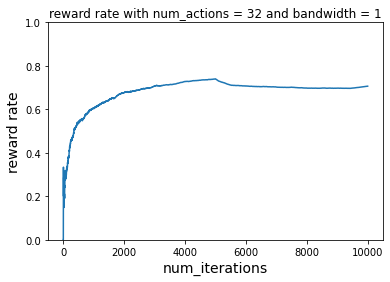 reward rate with num_actions = 32 and bandwidth = 1
1.0
0.8
0.6
0.4
0.2
0.0
reward rate
0 2000 4000 6000 8000 10000
num_iterations